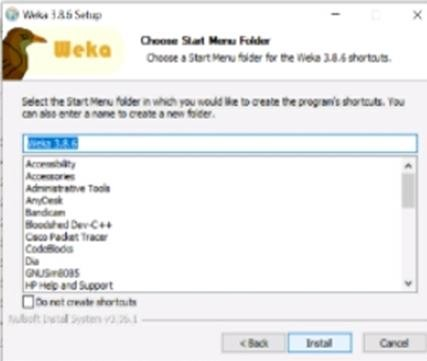 Weka 3.8.6 Setup
Weka
Choose Start Menu Folder
Choose a Start Menu folder for the Weka 3.8.6 shortcuts.
Select the Start Menu folder in which you would like to create the program's shortcuts. You
can also enter a name to create a new folder.
Weka 3.8.6
Accessibility
Accessories
Administrative Tools
AnyDesk
Bandicam
Bloodshed Dev-C++
Cisco Packet Tracer
CodeBlocks
Dia
GNUSim8085
HP Help and Support
Do not create shortcuts
Nullsoft Install System v3.06.1
< Back
Install
Cancel